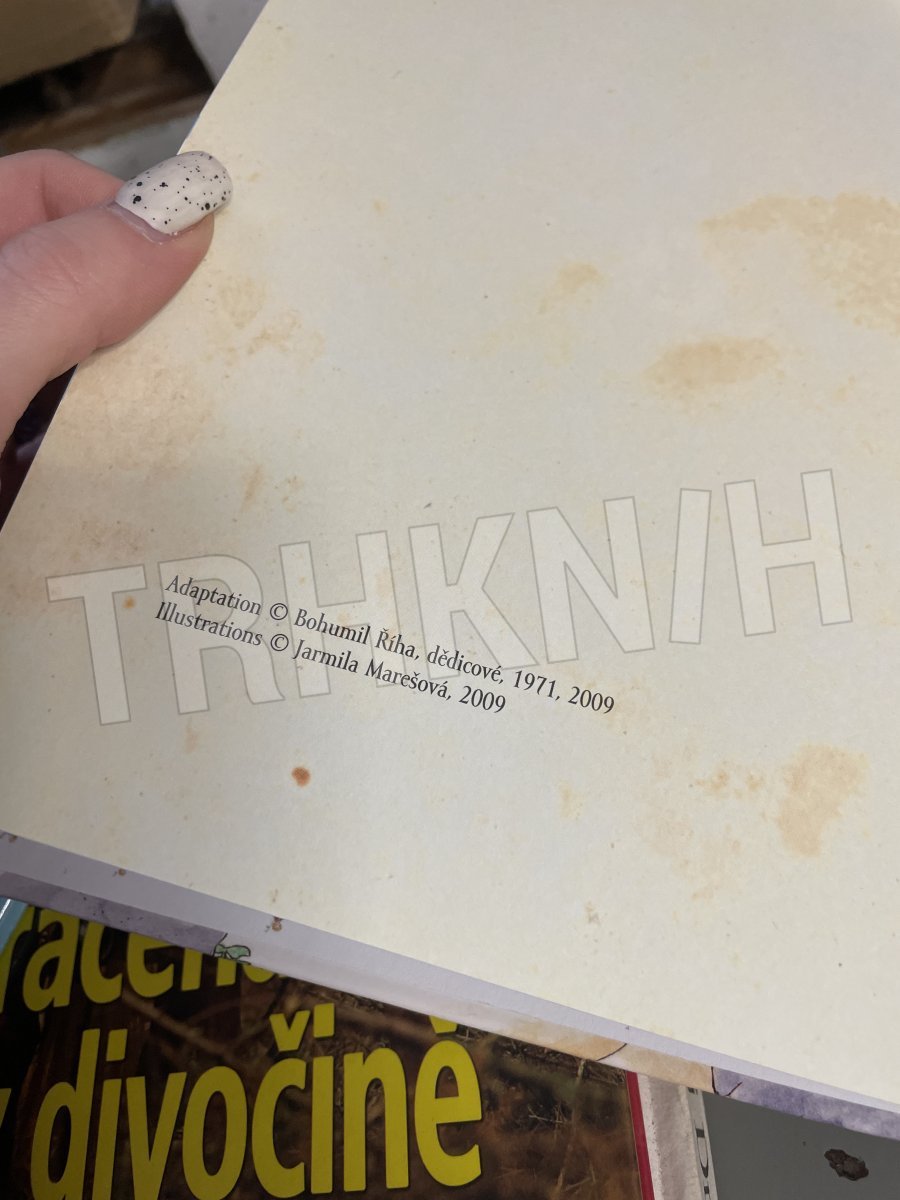 TRHKNIH
Adaptation © Bohumil Říha, dědicové, 1971, 2009
Illustrations © Jarmila Marešová, 2009
divočině